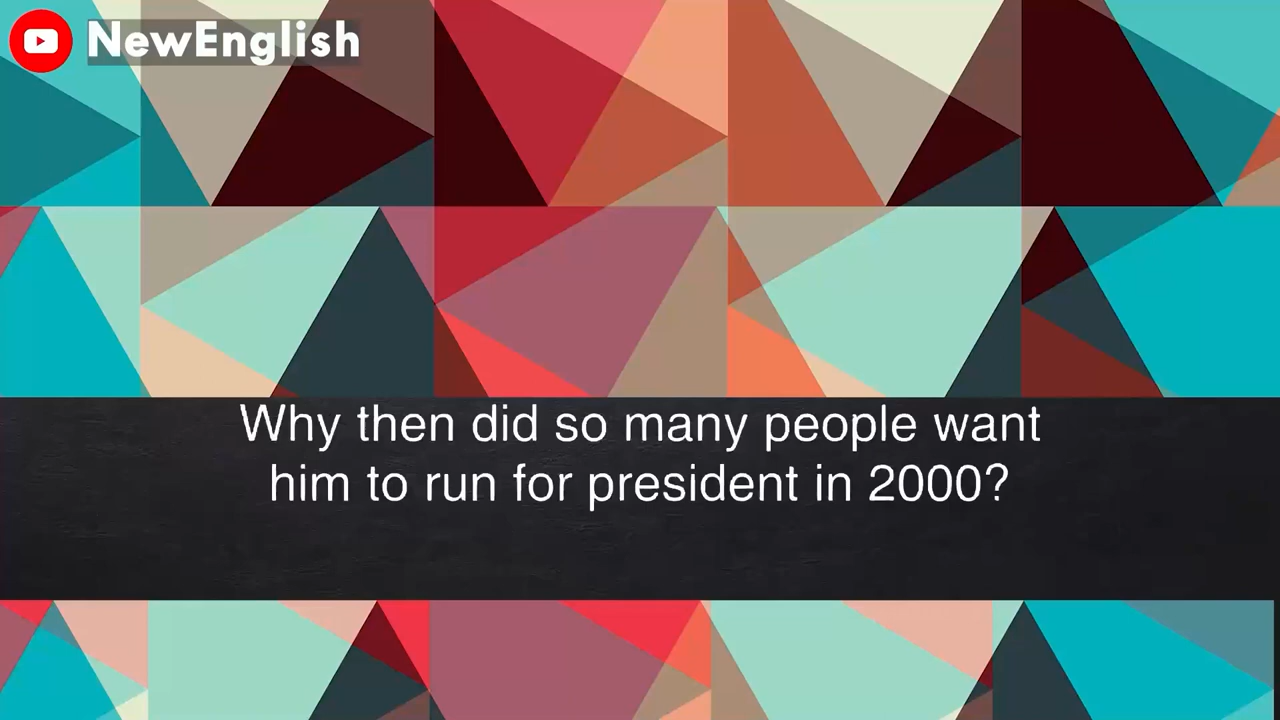 NewEnglish
Why then did so many people want
him to run for president in 2000?